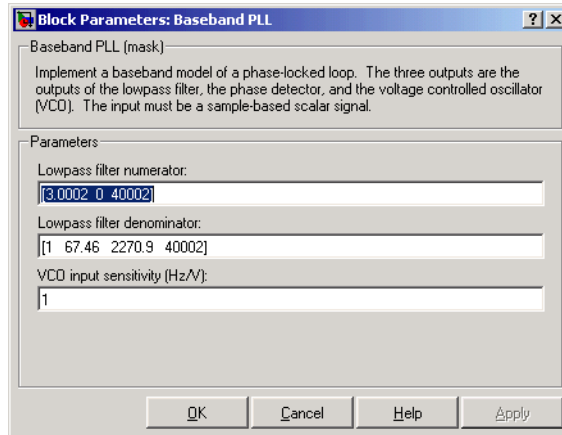 Block Parameters: Baseband PLL
Baseband PLL (mask)
Implement a baseband model of a phase-locked loop. The three outputs are the
outputs of the lowpass filter, the phase detector, and the voltage controlled oscillator
(VCO). The input must be a sample-based scalar signal.
Parameters
Lowpass filter numerator:
[3.0002 0 40002]
Lowpass filter denominator:
[1 67.46 2270.9 40002]
VCO input sensitivity (Hz/V):
1
OK Cancel Help Apply